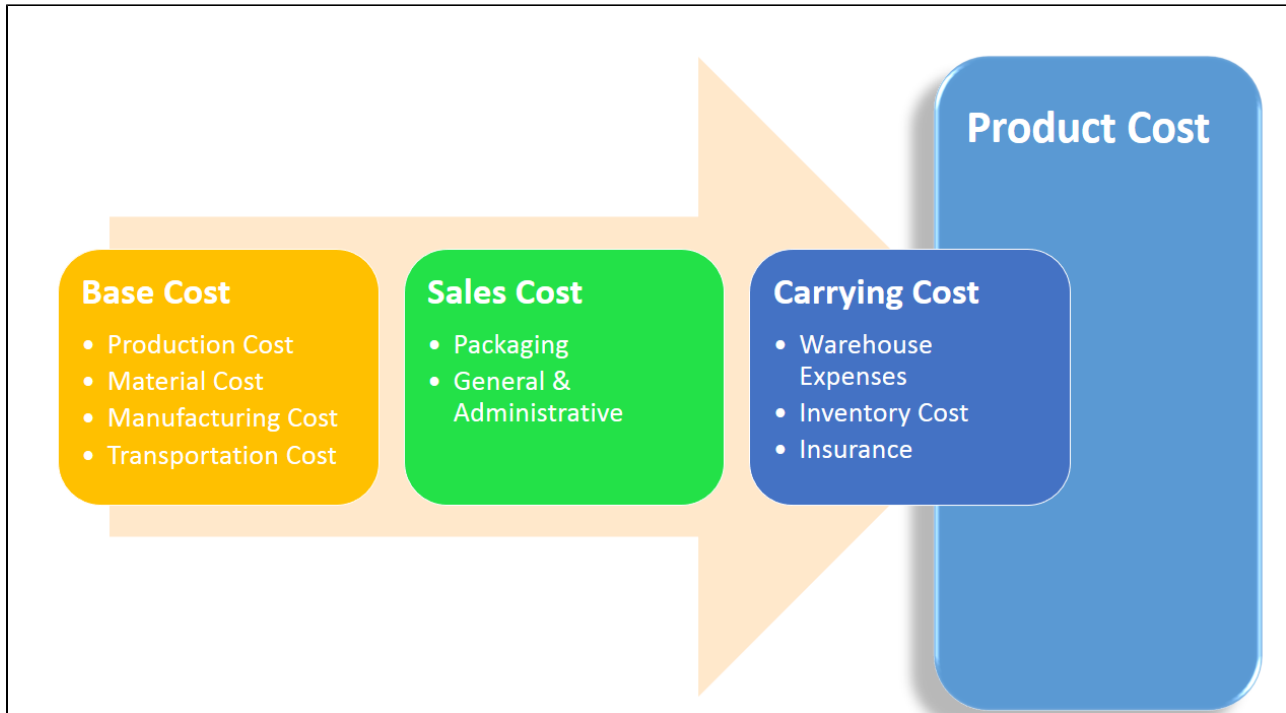 Product Cost
Base Cost
• Production Cost
• Material Cost
• Manufacturing Cost
• Transportation Cost
Sales Cost
• Packaging
• General &
Administrative
Carrying Cost
• Warehouse
Expenses
• Inventory Cost
• Insurance